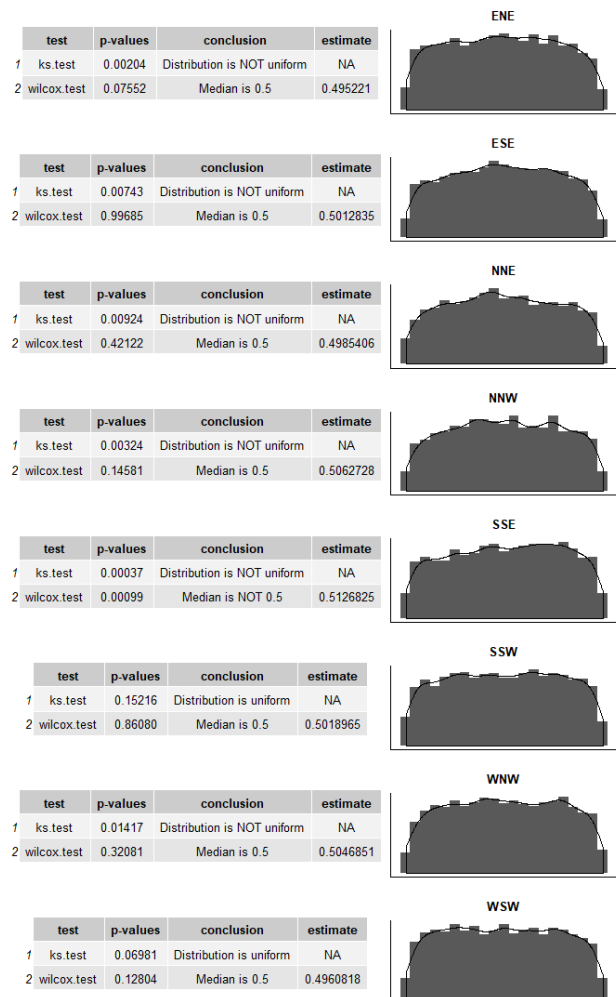 ENE
test p-values conclusion estimate
1 ks.test 0.00204 Distribution is NOT uniform NA
2 wilcox.test 0.07552 Median is 0.5 0.495221
ESE
test p-values conclusion estimate
1 ks.test 0.00743 Distribution is NOT uniform NA
2 wilcox.test 0.99685 Median is 0.5 0.5012835
NNE
test p-values conclusion estimate
1 ks.test 0.00924 Distribution is NOT uniform NA
2 wilcox.test 0.42122 Median is 0.5 0.4985406
NNW
test p-values conclusion estimate
1 ks.test 0.00324 Distribution is NOT uniform NA
2 wilcox.test 0.14581 Median is 0.5 0.5062728
SSE
test p-values conclusion estimate
1 ks.test 0.00037 Distribution is NOT uniform NA
2 wilcox.test 0.00099 Median is NOT 0.5 0.5126825
SSW
test p-values conclusion estimate
1 ks.test 0.15216 Distribution is uniform NA
2 wilcox.test 0.86080 Median is 0.5 0.5018965
WNW
test p-values conclusion estimate
1 ks.test 0.01417 Distribution is NOT uniform NA
2 wilcox.test 0.32081 Median is 0.5 0.5046851
WSW
test p-values conclusion estimate
1 ks.test 0.06981 Distribution is uniform NA
2 wilcox.test 0.12804 Median is 0.5 0.4960818